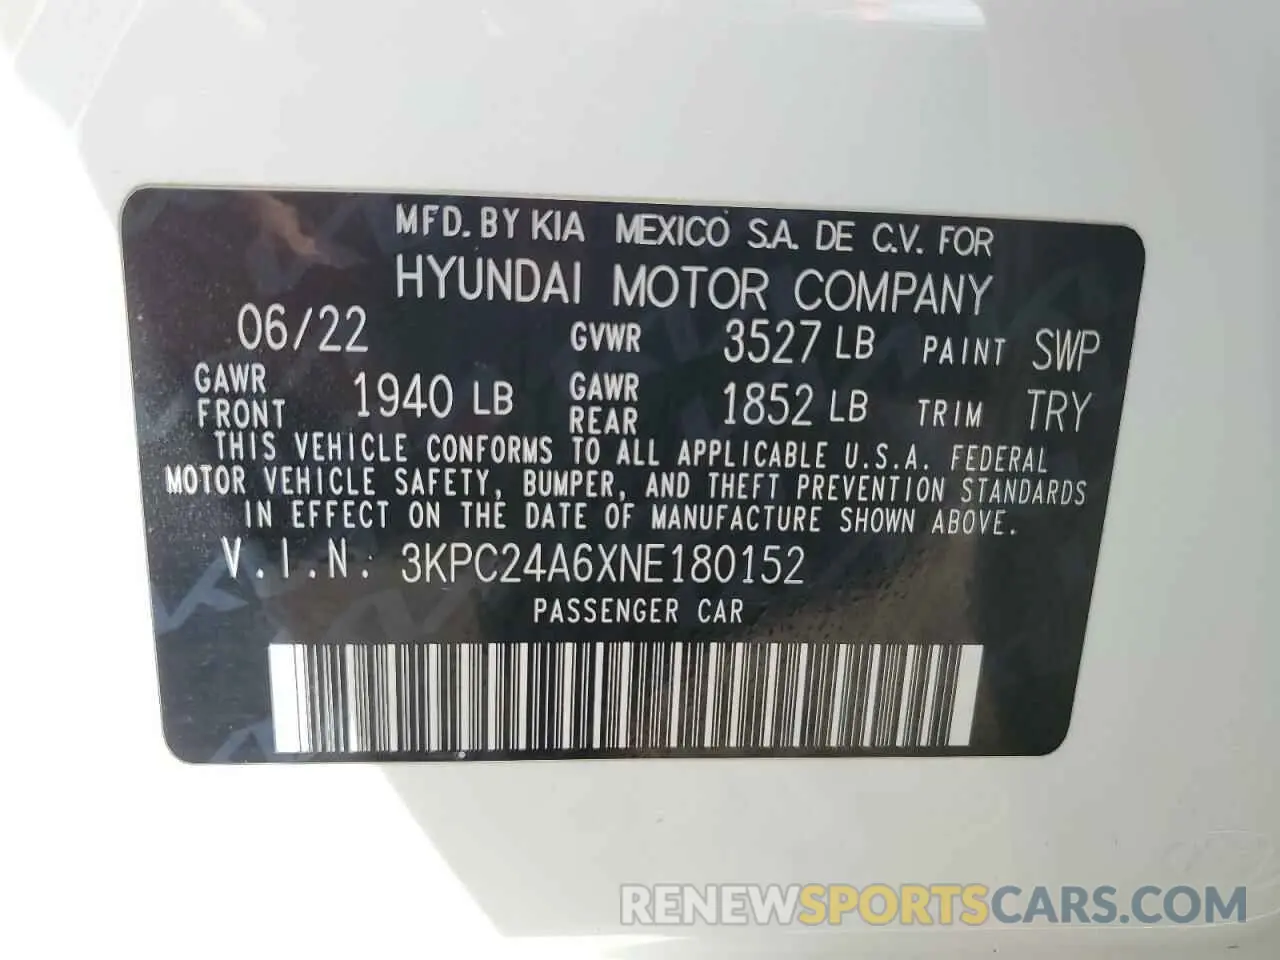 MFD. BY KIA MEXICO S.A. DE C.V. FOR
HYUNDAI MOTOR COMPANY
06/22 GVWR 3527 LB PAINT SWP
GAWR FRONT 1940 LB GAWR REAR 1852 LB TRIM TRY
THIS VEHICLE CONFORMS TO ALL APPLICABLE U.S.A. FEDERAL
MOTOR VEHICLE SAFETY, BUMPER, AND THEFT PREVENTION STANDARDS
IN EFFECT ON THE DATE OF MANUFACTURE SHOWN ABOVE.
V.I.N: 3KPC24A6XNE180152
PASSENGER CAR
RENEWSPORTSCARS.COM